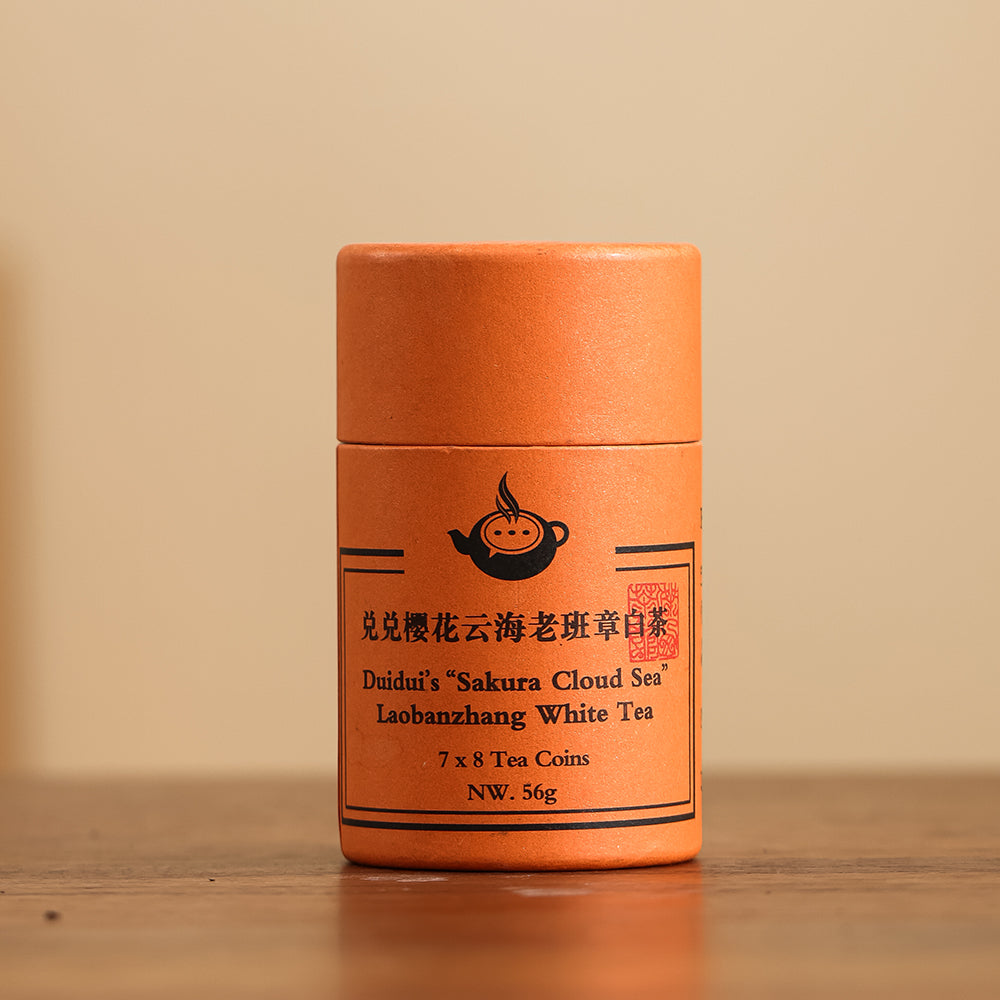 兑兑樱花云海老班章白茶
Duidui's “Sakura Cloud Sea”
Laobanzhang White Tea
7 x 8 Tea Coins
NW. 56g